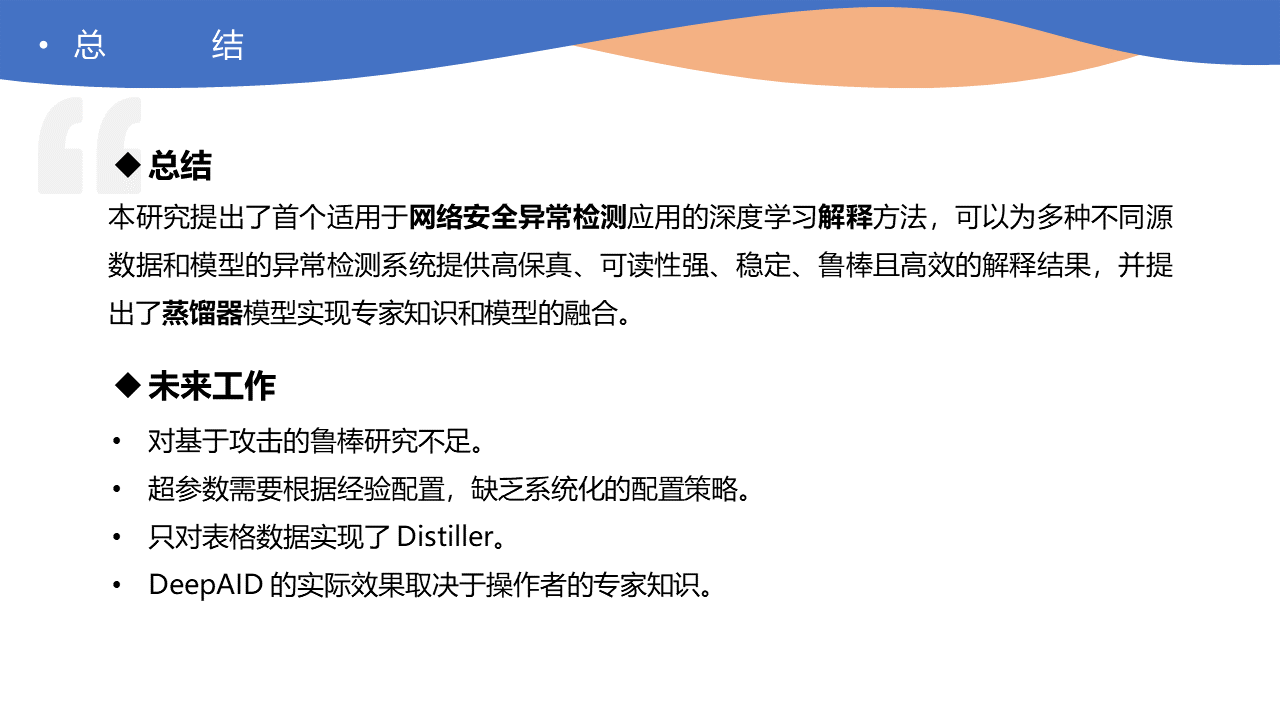 • 总 结
◆ 总结
本研究提出了首个适用于网络安全异常检测应用的深度学习解释方法，可以为多种不同源
数据和模型的异常检测系统提供高保真、可读性强、稳定、鲁棒且高效的解释结果，并提
出了蒸馏器模型实现专家知识和模型的融合。
◆ 未来工作
• 对基于攻击的鲁棒研究不足。
• 超参数需要根据经验配置，缺乏系统化的配置策略。
• 只对表格数据实现了 Distiller。
• DeepAID 的实际效果取决于操作者的专家知识。